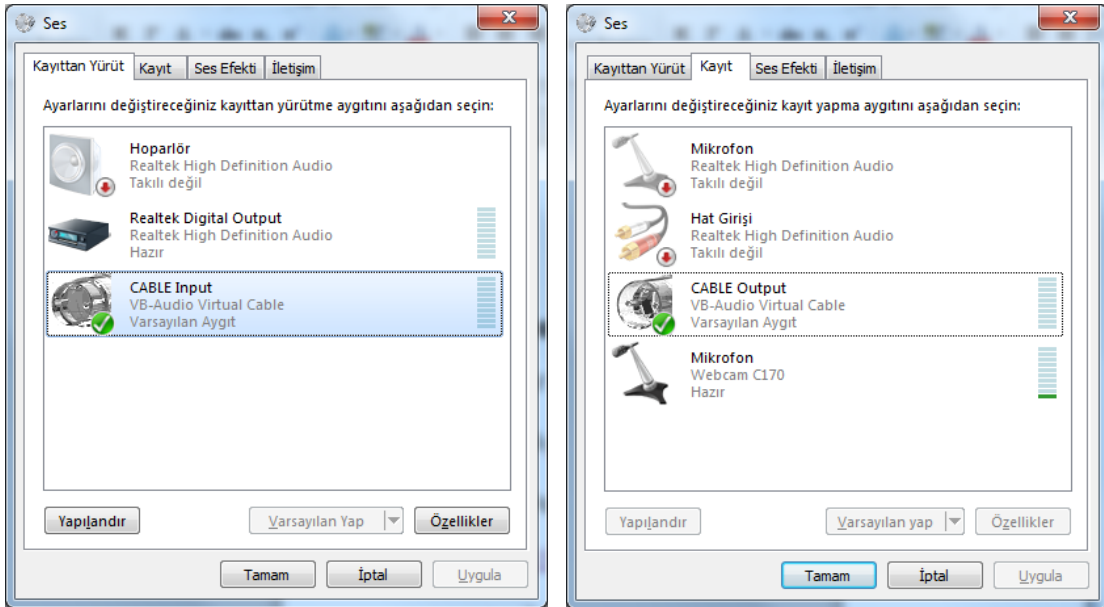 Ses
Kayıttan Yürüt Kayıt Ses Efekti İletişim
Ayarlarını değiştireceğiniz kayıttan yürütme aygıtını aşağıdan seçin:
Hoparlör
Realtek High Definition Audio
Takılı değil
Realtek Digital Output
Realtek High Definition Audio
Hazır
CABLE Input
VB-Audio Virtual Cable
Varsayılan Aygıt
Yapılandır Varsayılan Yap Özellikler
Tamam İptal Uygula
Ses
Kayıttan Yürüt Kayıt Ses Efekti İletişim
Ayarlarını değiştireceğiniz kayıt yapma aygıtını aşağıdan seçin:
Mikrofon
Realtek High Definition Audio
Takılı değil
Hat Girişi
Realtek High Definition Audio
Takılı değil
CABLE Output
VB-Audio Virtual Cable
Varsayılan Aygıt
Mikrofon
Webcam C170
Hazır
Yapılandır Varsayılan yap Özellikler
Tamam İptal Uygula